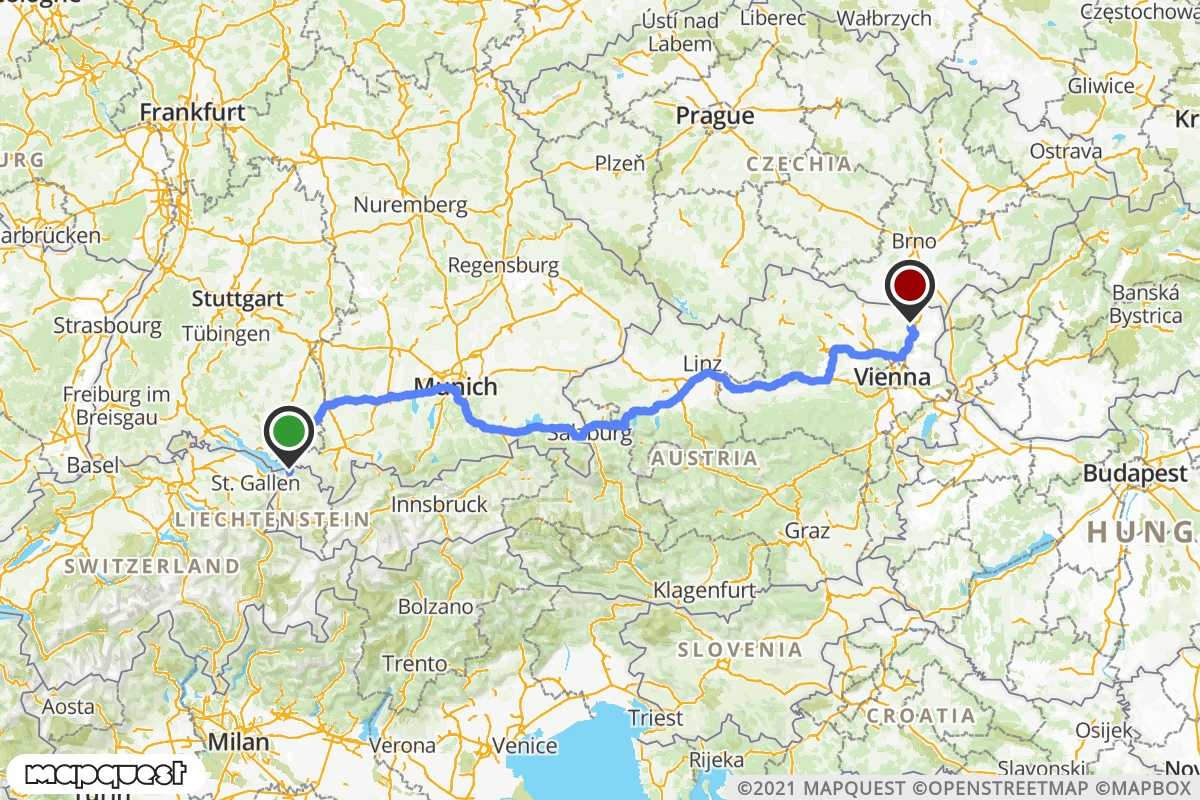 Ústí nad
Labem
Liberec
Wałbrzych
Częstochowa
Gliwice
Frankfurt
Prague
Plzeň
CZECHIA
Ostrava
URG
Nuremberg
aarbrücken
Brno
Regensburg
Stuttgart
Strasbourg
Tübingen
Banská
Bystrica
Linz
Vienna
Munich
Freiburg im
Breisgau
Salzburg
Basel
St. Gallen
AUSTRIA
Budapest
Innsbruck
LIECHTENSTEIN
Graz
HUNG
SWITZERLAND
Klagenfurt
Bolzano
SLOVENIA
Trento
Aosta
Triest
CROATIA
Osijek
Milan
Verona
Venice
Rijeka
Slavonski
Nov
mapquest
©2021 MAPQUEST ©OPENSTREETMAP ©MAPBOX